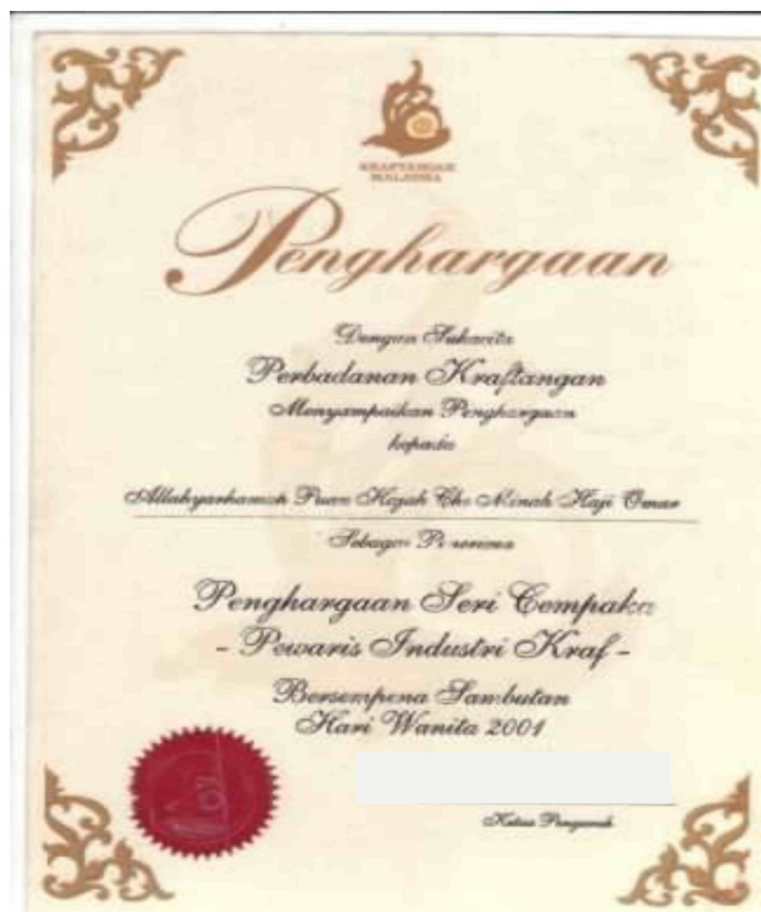 KRAFTANGAN
MALAYSIA
Penghargaan
Dengan Sukacita
Perbadanan Kraftangan
Menyampaikan Penghargaan
kepada
Allahyarhamah Puan Hajah Che Minah Haji Omar
Sebagai Penerima
Penghargaan Seri Cempaka
- Pewaris Industri Kraf -
Bersempena Sambutan
Hari Wanita 2001
Ketua Pengarah